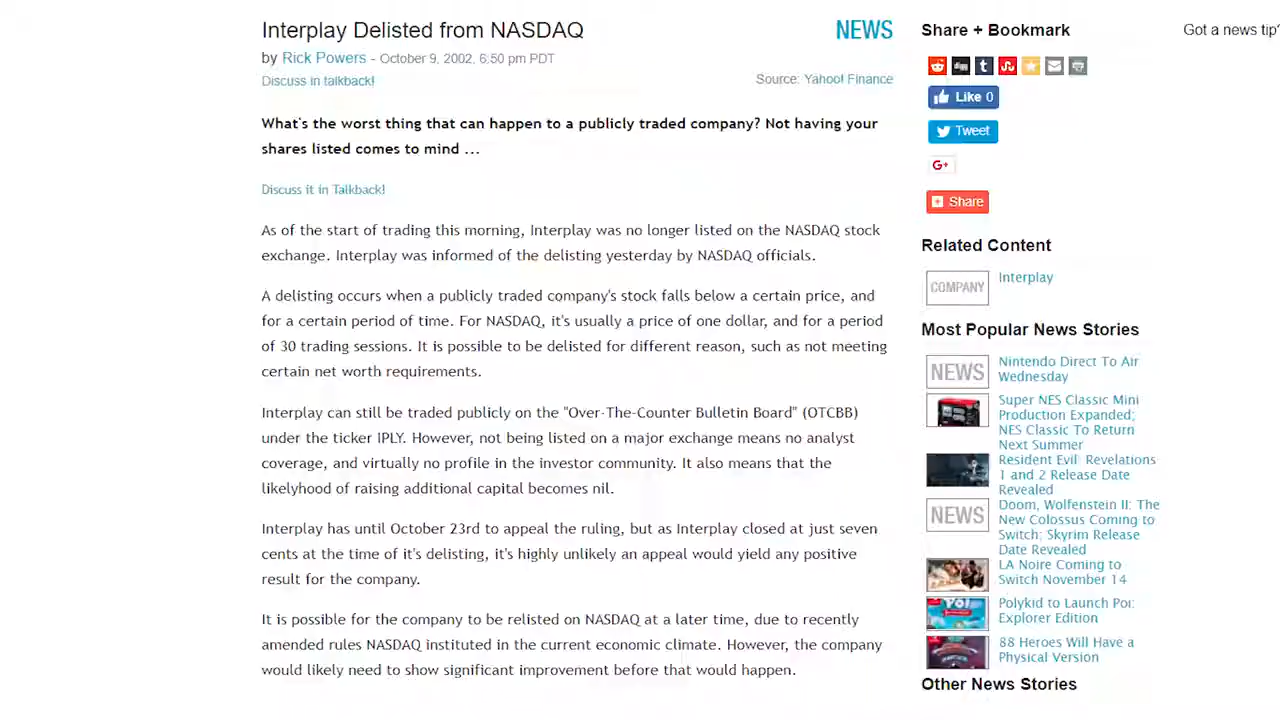 Interplay Delisted from NASDAQ
NEWS
by Rick Powers - October 9, 2002, 6:50 pm PDT
Discuss in talkback!
Source: Yahoo! Finance
What's the worst thing that can happen to a publicly traded company? Not having your
shares listed comes to mind ...
Discuss it in Talkback!
As of the start of trading this morning, Interplay was no longer listed on the NASDAQ stock
exchange. Interplay was informed of the delisting yesterday by NASDAQ officials.
A delisting occurs when a publicly traded company's stock falls below a certain price, and
for a certain period of time. For NASDAQ, it's usually a price of one dollar, and for a period
of 30 trading sessions. It is possible to be delisted for different reason, such as not meeting
certain net worth requirements.
Interplay can still be traded publicly on the "Over-The-Counter Bulletin Board" (OTCBB)
under the ticker IPLY. However, not being listed on a major exchange means no analyst
coverage, and virtually no profile in the investor community. It also means that the
likelyhood of raising additional capital becomes nil.
Interplay has until October 23rd to appeal the ruling, but as Interplay closed at just seven
cents at the time of it's delisting, it's highly unlikely an appeal would yield any positive
result for the company.
It is possible for the company to be relisted on NASDAQ at a later time, due to recently
amended rules NASDAQ instituted in the current economic climate. However, the company
would likely need to show significant improvement before that would happen.
Share + Bookmark
Got a news tip?
digg
t
Like 0
Tweet
G+
Share
Related Content
COMPANY
Interplay
Most Popular News Stories
NEWS
Nintendo Direct To Air
Wednesday
Super NES Classic Mini
Production Expanded;
NES Classic To Return
Next Summer
Resident Evil: Revelations
1 and 2 Release Date
Revealed
NEWS
Doom, Wolfenstein II: The
New Colossus Coming to
Switch; Skyrim Release
Date Revealed
LA Noire Coming to
Switch November 14
Polykid to Launch Poi:
Explorer Edition
88 Heroes Will Have a
Physical Version
Other News Stories